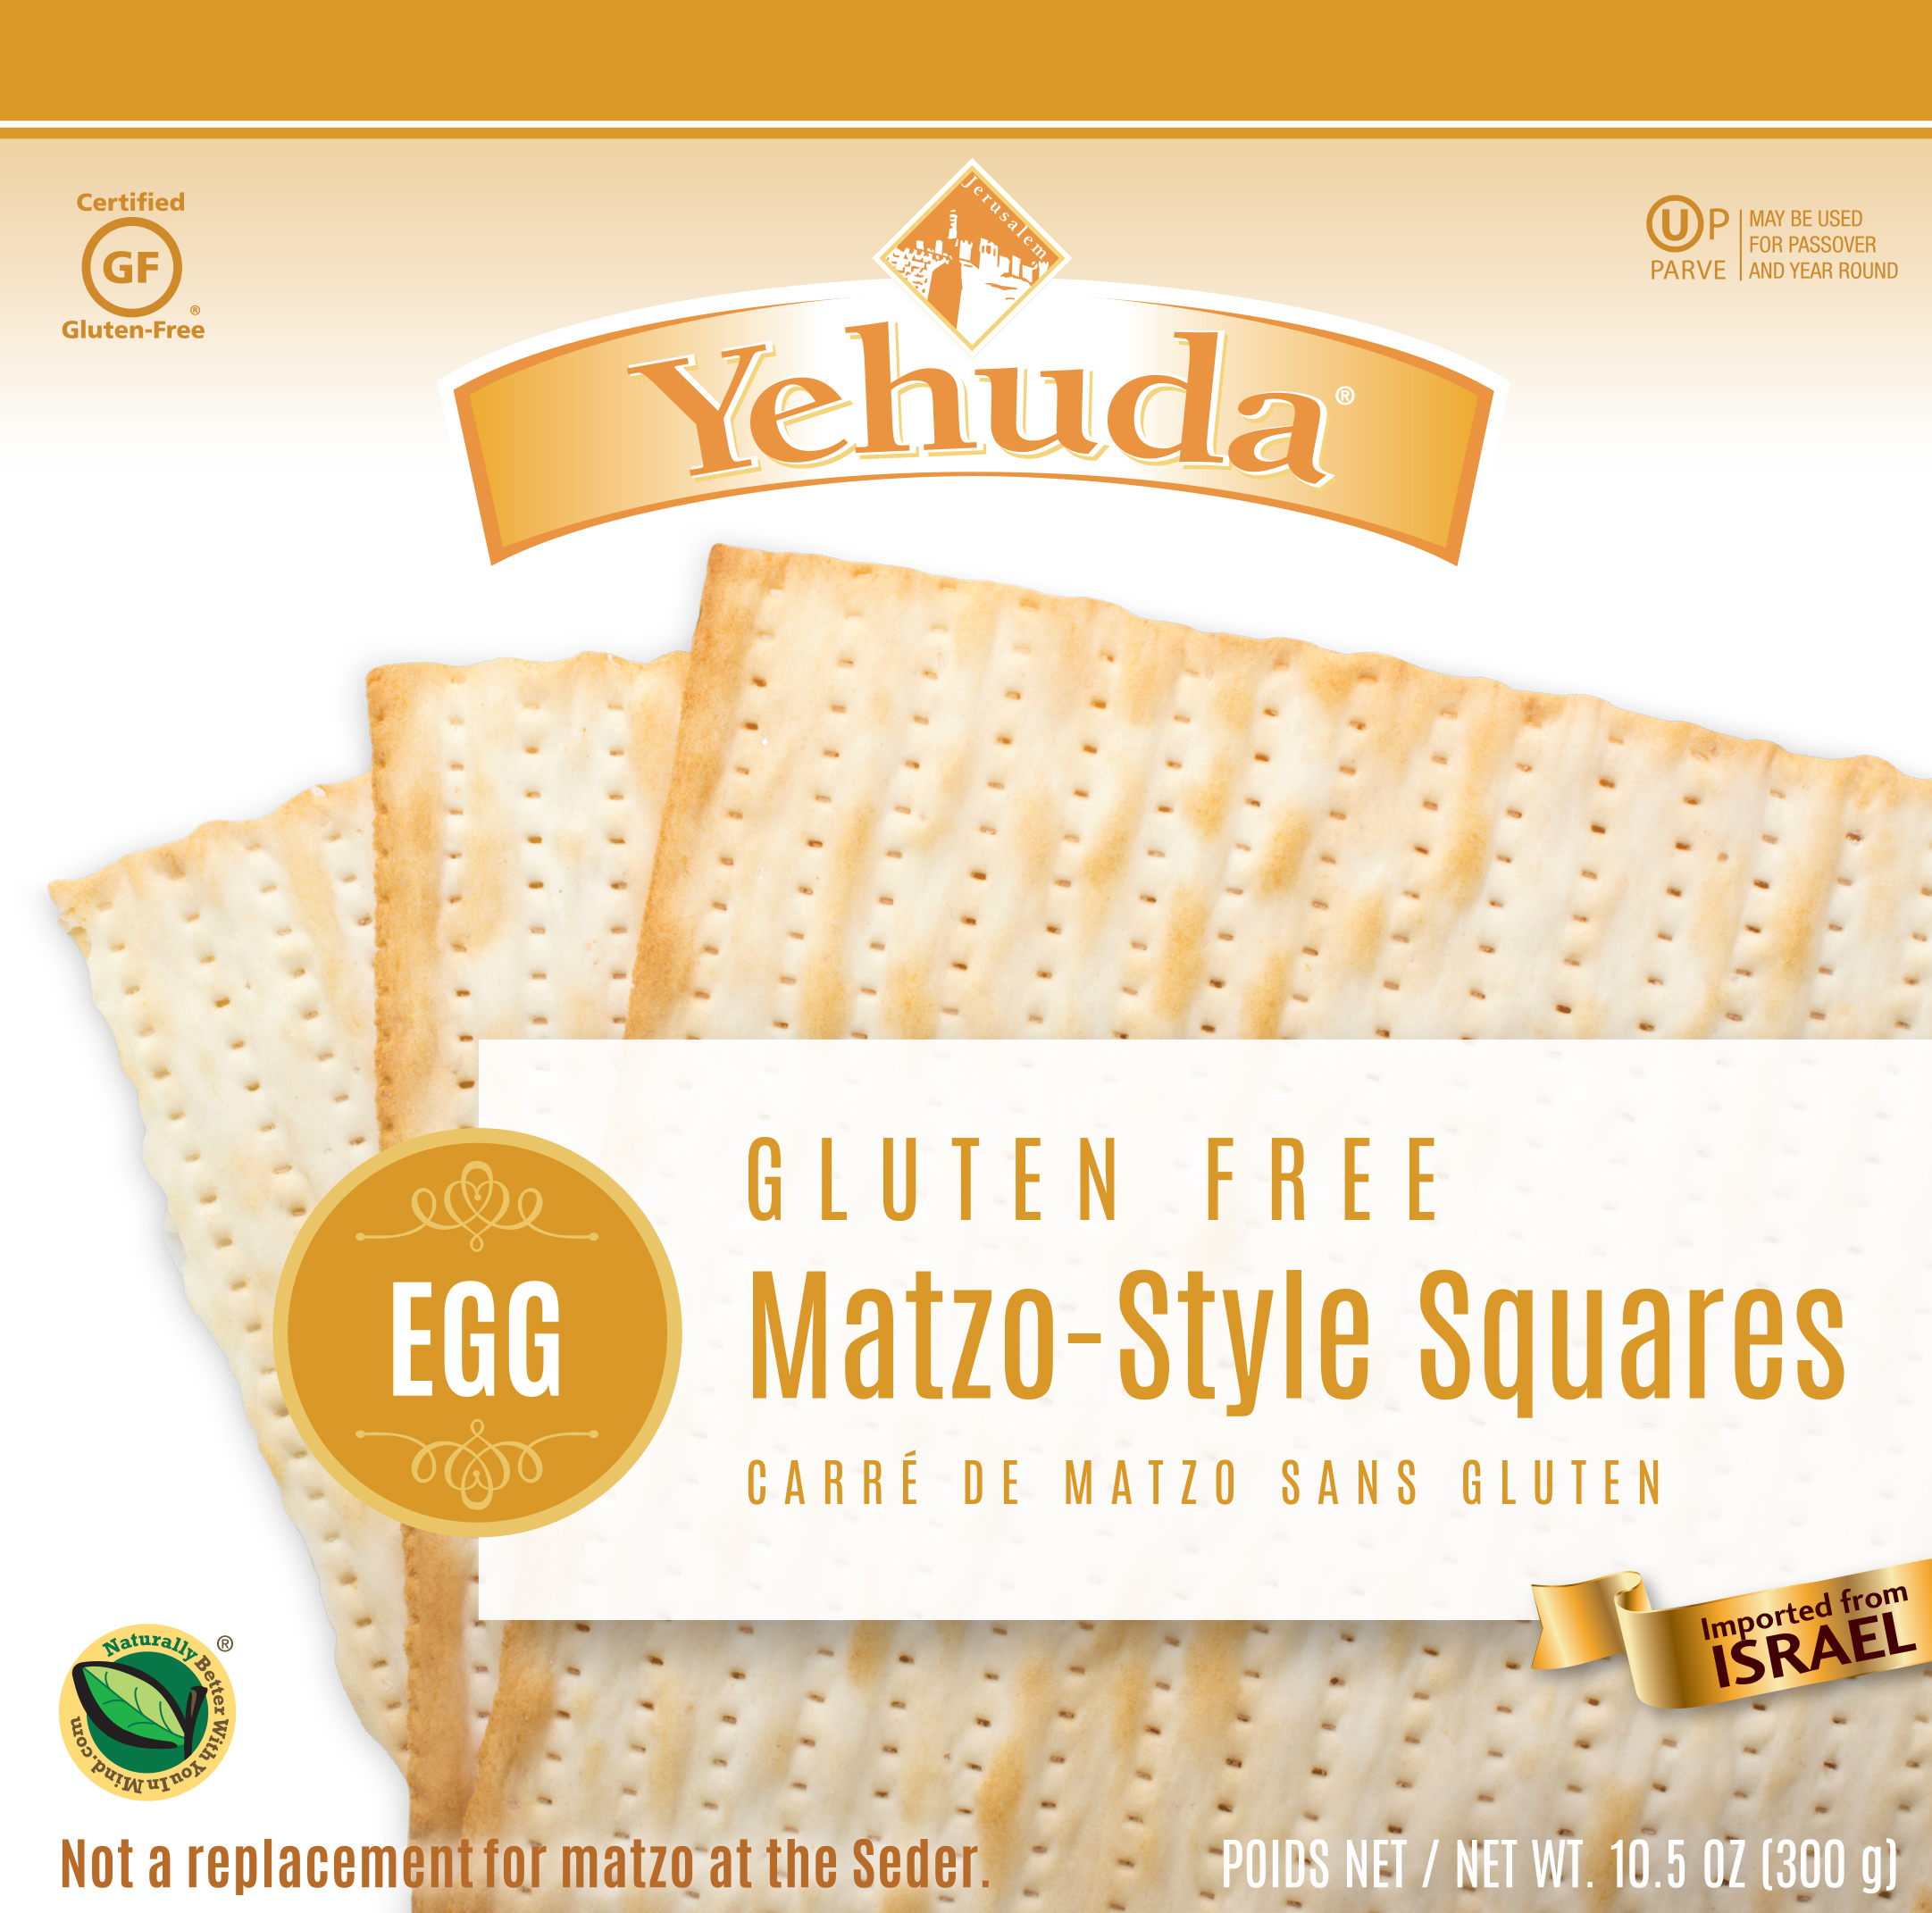 Certified
GF
Gluten-Free®
Jerusalem
Yehuda®
UP
PARVE
MAY BE USED
FOR PASSOVER
AND YEAR ROUND
EGG
GLUTEN FREE
Matzo-Style Squares
CARRÉ DE MATZO SANS GLUTEN
Imported from
ISRAEL
Naturally Better With You In Mind.com ®
Not a replacement for matzo at the Seder.
POIDS NET / NET WT. 10.5 OZ (300 g)